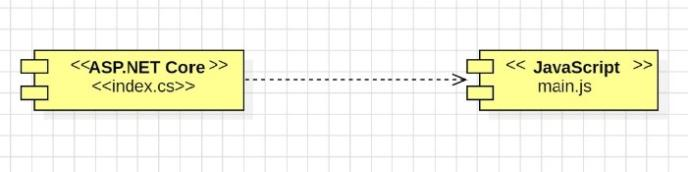 <<ASP.NET Core>>
<<index.cs>>
<< JavaScript >>
main.js